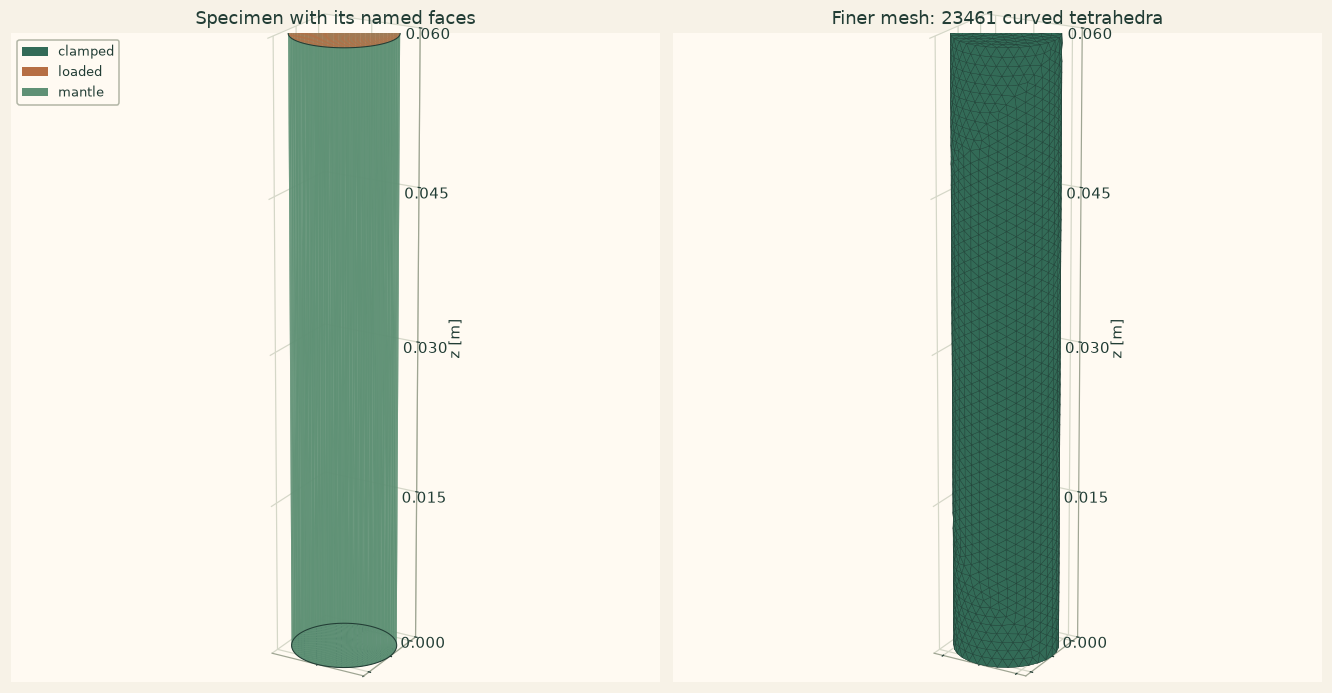 Specimen with its named faces
clamped
loaded
mantle
0.060
0.045
0.030
z [m]
0.015
0.000
Finer mesh: 23461 curved tetrahedra
0.060
0.045
0.030
z [m]
0.015
0.000